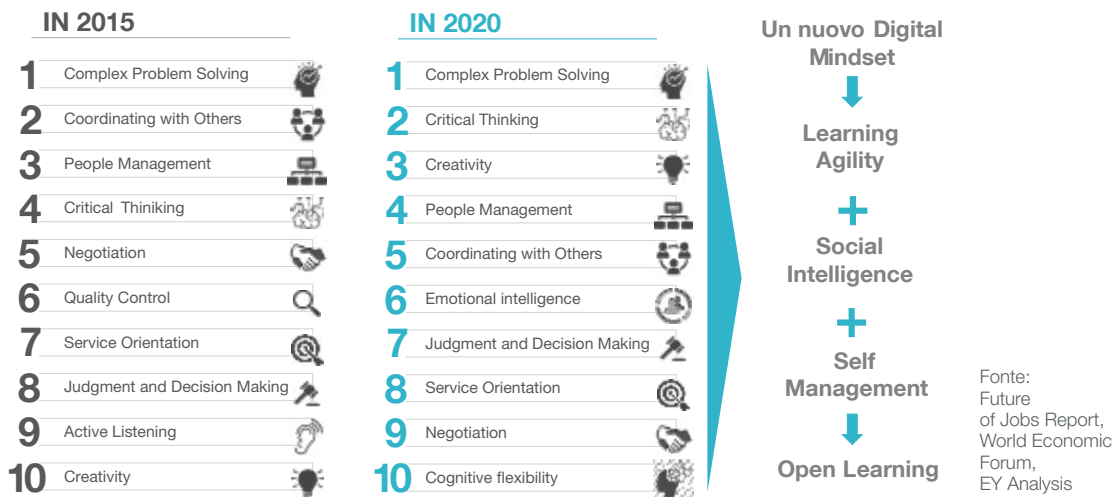 IN 2015
1 Complex Problem Solving
2 Coordinating with Others
3 People Management
4 Critical Thiniking
5 Negotiation
6 Quality Control
7 Service Orientation
8 Judgment and Decision Making
9 Active Listening
10 Creativity
IN 2020
1 Complex Problem Solving
2 Critical Thinking
3 Creativity
4 People Management
5 Coordinating with Others
6 Emotional intelligence
7 Judgment and Decision Making
8 Service Orientation
9 Negotiation
10 Cognitive flexibility
Un nuovo Digital
Mindset
Learning
Agility
+
Social
Intelligence
+
Self
Management
Open Learning
Fonte:
Future
of Jobs Report,
World Economic
Forum,
EY Analysis